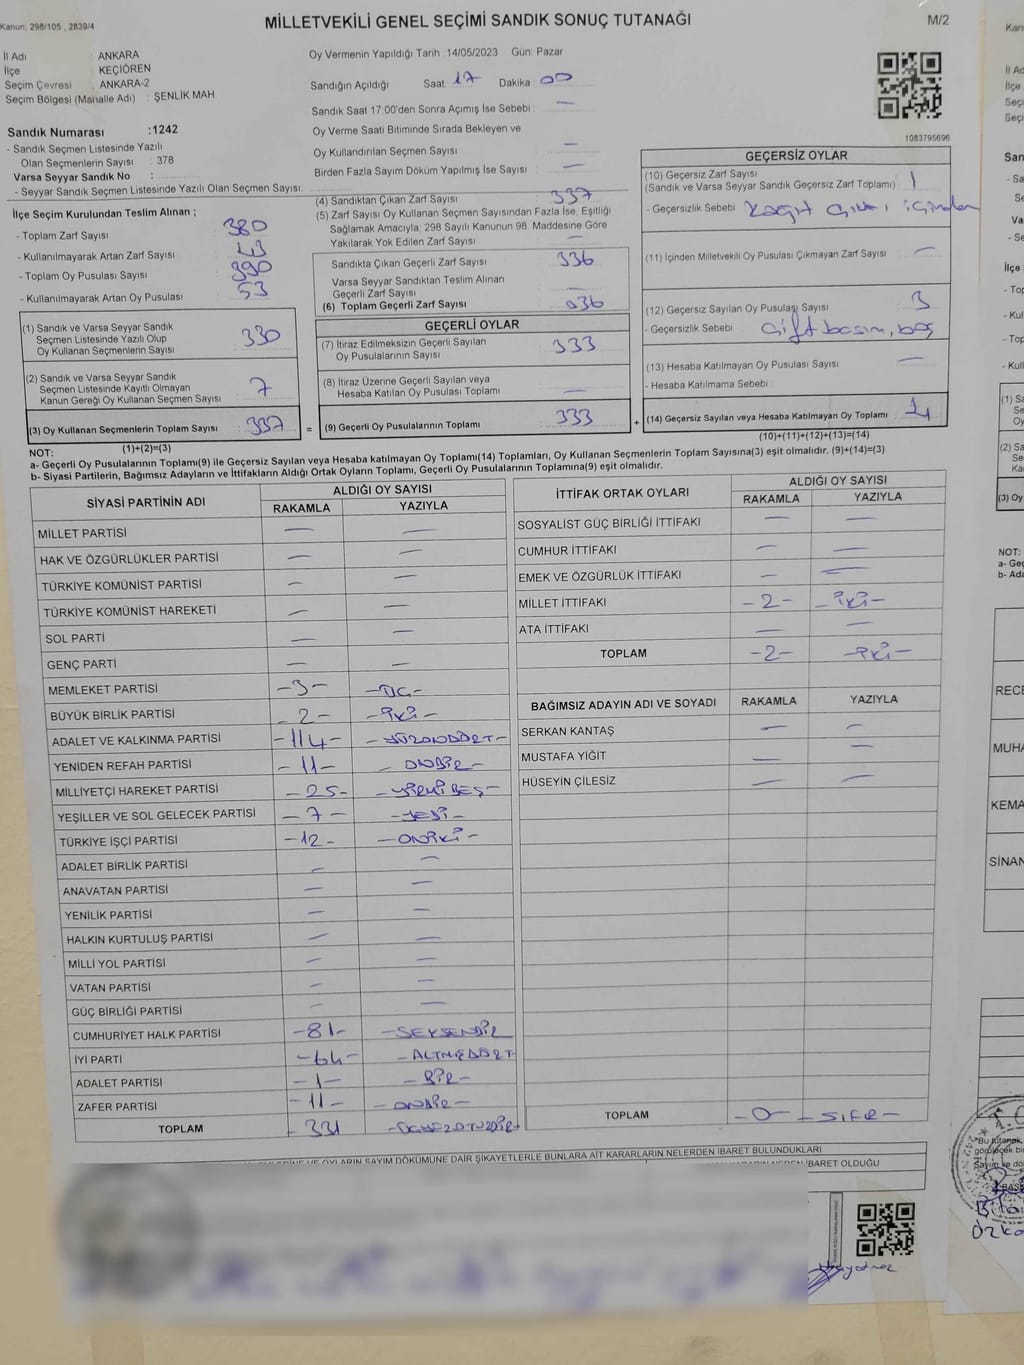 Kanun: 298/105 , 2839/4
MİLLETVEKİLİ GENEL SEÇİMİ SANDIK SONUÇ TUTANAĞI
M/2
İl Adı : ANKARA
İlçe : KEÇİÖREN
Seçim Çevresi : ANKARA-2
Seçim Bölgesi (Mahalle Adı) : ŞENLİK MAH.
Sandık Numarası :1242
- Sandık Seçmen Listesinde Yazılı
Olan Seçmenlerin Sayısı : 378
Varsa Seyyar Sandık No :
- Seyyar Sandık Seçmen Listesinde Yazılı Olan Seçmen Sayısı:
Oy Vermenin Yapıldığı Tarih :14/05/2023 Gün: Pazar
Sandığın Açıldığı Saat: 17 Dakika: 00
Sandık Saat 17.00'den Sonra Açımış İse Sebebi : —
Oy Verme Saati Bitiminde Sırada Bekleyen ve
Oy Kullandırılan Seçmen Sayısı : —
Birden Fazla Sayım Döküm Yapılmış İse Sayısı : —
1083795696
İlçe Seçim Kurulundan Teslim Alınan ;
- Toplam Zarf Sayısı : 380
- Kullanılmayarak Artan Zarf Sayısı : 43
- Toplam Oy Pusulası Sayısı : 390
- Kullanılmayarak Artan Oy Pusulası : 53
(1) Sandık ve Varsa Seyyar Sandık
Seçmen Listesinde Yazılı Olup
Oy Kullanan Seçmenlerin Sayısı : 330
(2) Sandık ve Varsa Seyyar Sandık
Seçmen Listesinde Kayıtlı Olmayan
Kanun Gereği Oy Kullanan Seçmen Sayısı : 7
(3) Oy Kullanan Seçmenlerin Toplam Sayısı : 337
(1)+(2)=(3)
(4) Sandıktan Çıkan Zarf Sayısı : 337
(5) Zarf Sayısı Oy Kullanan Seçmen Sayısından Fazla İse, Eşitliği
Sağlamak Amacıyla, 298 Sayılı Kanunun 98. Maddesine Göre
Yakılarak Yok Edilen Zarf Sayısı : —
Sandıkta Çıkan Geçerli Zarf Sayısı : 336
Varsa Seyyar Sandıktan Teslim Alınan
Geçerli Zarf Sayısı : —
(6) Toplam Geçerli Zarf Sayısı : 336
GEÇERLİ OYLAR
(7) İtiraz Edilmeksizin Geçerli Sayılan
Oy Pusulalarının Sayısı : 333
(8) İtiraz Üzerine Geçerli Sayılan veya
Hesaba Katılan Oy Pusulası Toplamı : —
= (9) Geçerli Oy Pusulalarının Toplamı : 333 +
GEÇERSİZ OYLAR
(10) Geçersiz Zarf Sayısı
(Sandık ve Varsa Seyyar Sandık Geçersiz Zarf Toplamı) : 1
- Geçersizlik Sebebi : Kağıt çıktı içinden
(11) İçinden Milletvekili Oy Pusulası Çıkmayan Zarf Sayısı : —
(12) Geçersiz Sayılan Oy Pusulası Sayısı : 3
- Geçersizlik Sebebi : Çift basım, boş
(13) Hesaba Katılmayan Oy Pusulası Sayısı : —
- Hesaba Katılmama Sebebi :
(14) Geçersiz Sayılan veya Hesaba Katılmayan Oy Toplamı : 4
(10)+(11)+(12)+(13)=(14)
NOT:
a- Geçerli Oy Pusulalarının Toplamı(9) ile Geçersiz Sayılan veya Hesaba katılmayan Oy Toplamı(14) Toplamları, Oy Kullanan Seçmenlerin Toplam Sayısına(3) eşit olmalıdır. (9)+(14)=(3)
b- Siyasi Partilerin, Bağımsız Adayların ve İttifakların Aldığı Ortak Oyların Toplamı, Geçerli Oy Pusulalarının Toplamına(9) eşit olmalıdır.
SİYASİ PARTİNİN ADI ALDIĞI OY SAYISI
RAKAMLA YAZIYLA
MİLLET PARTİSİ — —
HAK VE ÖZGÜRLÜKLER PARTİSİ — —
TÜRKİYE KOMÜNİST PARTİSİ — —
TÜRKİYE KOMÜNİST HAREKETİ — —
SOL PARTİ — —
GENÇ PARTİ — —
MEMLEKET PARTİSİ -3- -ÜÇ-
BÜYÜK BİRLİK PARTİSİ -2- -İKİ-
ADALET VE KALKINMA PARTİSİ -114- -YÜZONDÖRT-
YENİDEN REFAH PARTİSİ -11- -ONBİR-
MİLLİYETÇİ HAREKET PARTİSİ -25- -YİRMİBEŞ-
YEŞİLLER VE SOL GELECEK PARTİSİ -7- -YEDİ-
TÜRKİYE İŞÇİ PARTİSİ -12- -ONİKİ-
ADALET BİRLİK PARTİSİ — —
ANAVATAN PARTİSİ — —
YENİLİK PARTİSİ — —
HALKIN KURTULUŞ PARTİSİ — —
MİLLİ YOL PARTİSİ — —
VATAN PARTİSİ — —
GÜÇ BİRLİĞİ PARTİSİ — —
CUMHURİYET HALK PARTİSİ -81- -SEKSENBİR
İYİ PARTİ -64- -ALTMIŞDÖRT-
ADALET PARTİSİ -1- -BİR-
ZAFER PARTİSİ -11- -ONBİR-
TOPLAM -331 -ÜÇYÜZOTUZBİR-
İTTİFAK ORTAK OYLARI ALDIĞI OY SAYISI
RAKAMLA YAZIYLA
SOSYALİST GÜÇ BİRLİĞİ İTTİFAKI — —
CUMHUR İTTİFAKI — —
EMEK VE ÖZGÜRLÜK İTTİFAKI — —
MİLLET İTTİFAKI -2- -İKİ-
ATA İTTİFAKI — —
TOPLAM -2- -İKİ-
BAĞIMSIZ ADAYIN ADI VE SOYADI RAKAMLA YAZIYLA
SERKAN KANTAŞ — —
MUSTAFA YİĞİT — —
HÜSEYİN ÇİLESİZ — —
TOPLAM -0- -SIFIR-
OYLARIN SAYIM DÖKÜMÜNE DAİR ŞİKAYETLERLE BUNLARA AİT KARARLARIN NELERDEN İBARET BULUNDUKLARI
İBARET OLDUĞU
Kan
İl Ad
İlçe
Seçi
Seçi
San
NOT:
a- Geç
b- Ada
RECE
MUHA
KEMA
SİNAN
T.C.
"Bu tutanak